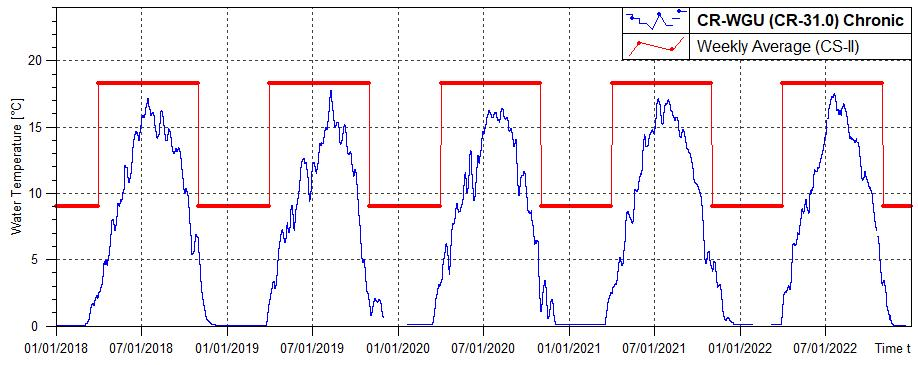 CR-WGU (CR-31.0) Chronic
Weekly Average (CS-II)
Water Temperature [°C]
20
15
10
5
0
01/01/2018 07/01/2018 01/01/2019 07/01/2019 01/01/2020 07/01/2020 01/01/2021 07/01/2021 01/01/2022 07/01/2022 Time t